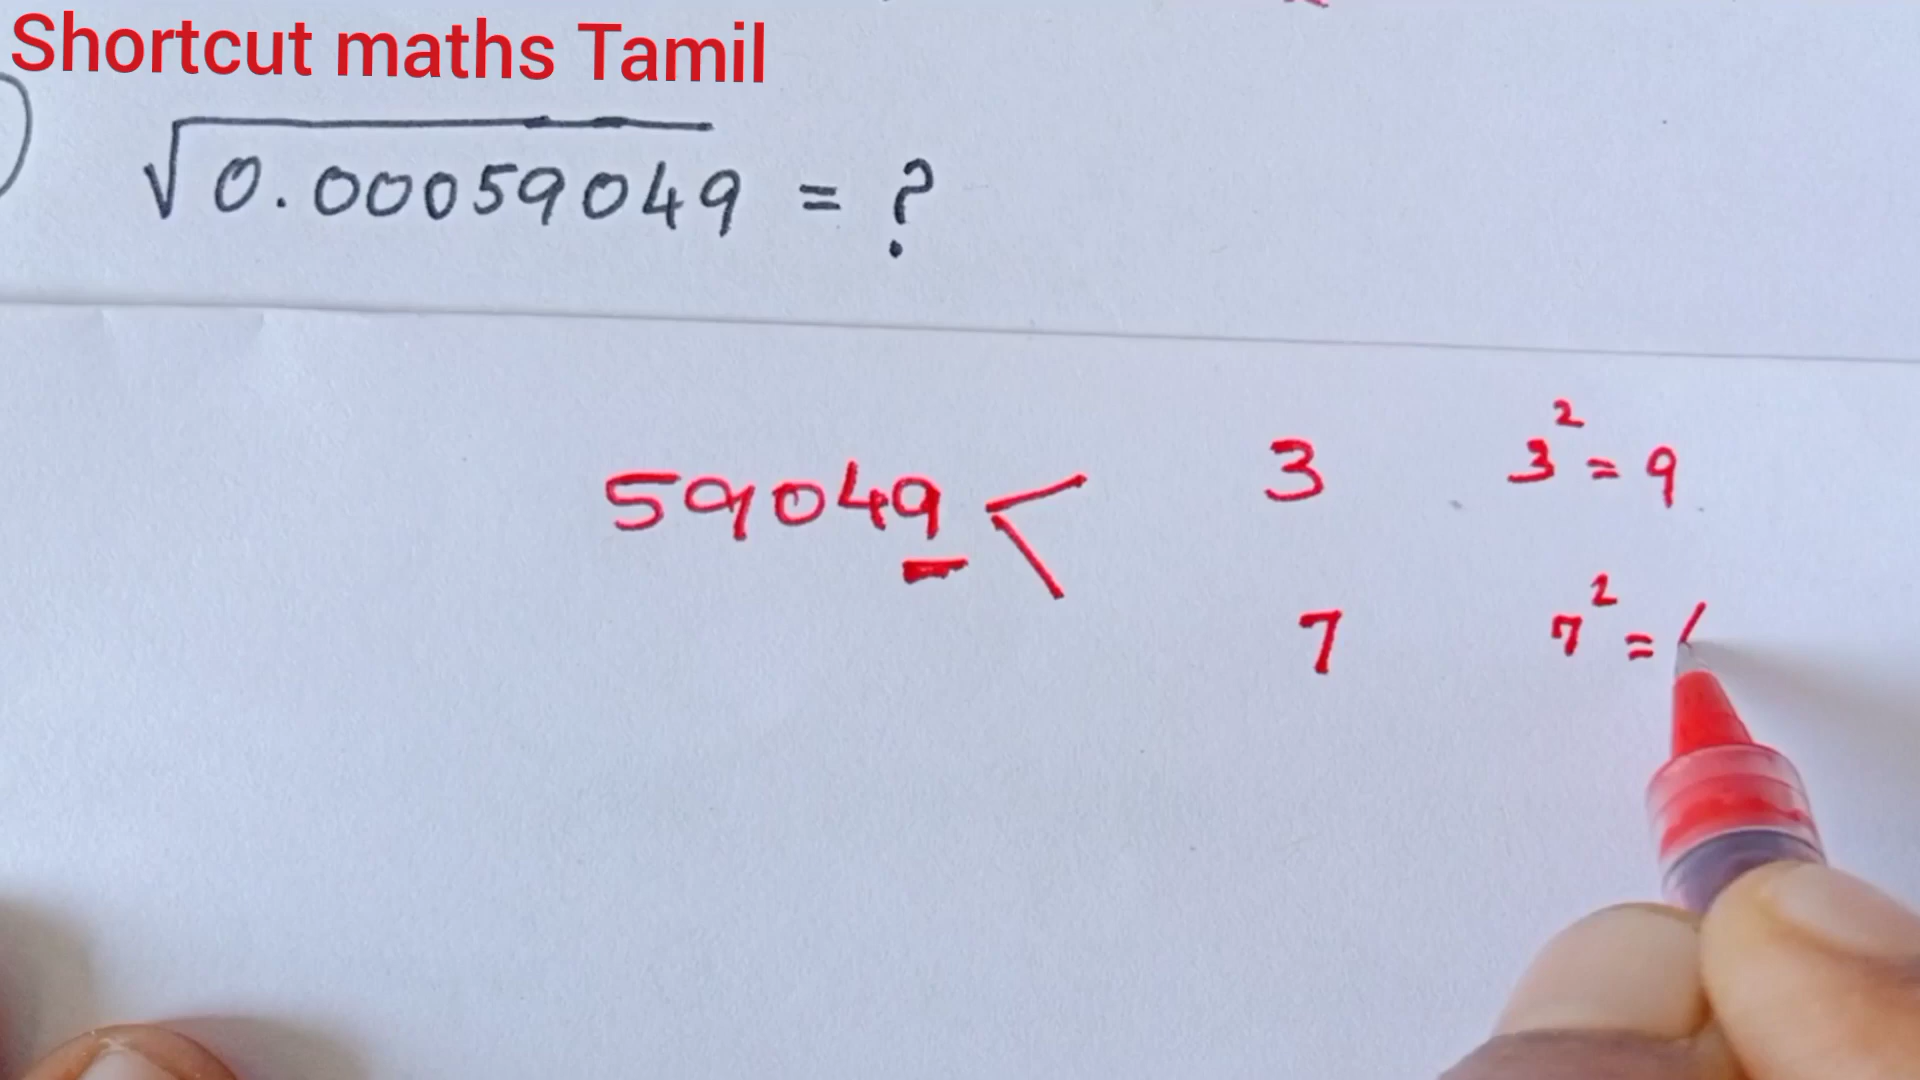 Shortcut maths Tamil
√0.00059049 = ?
59049 < 3 3² = 9
7 7² =